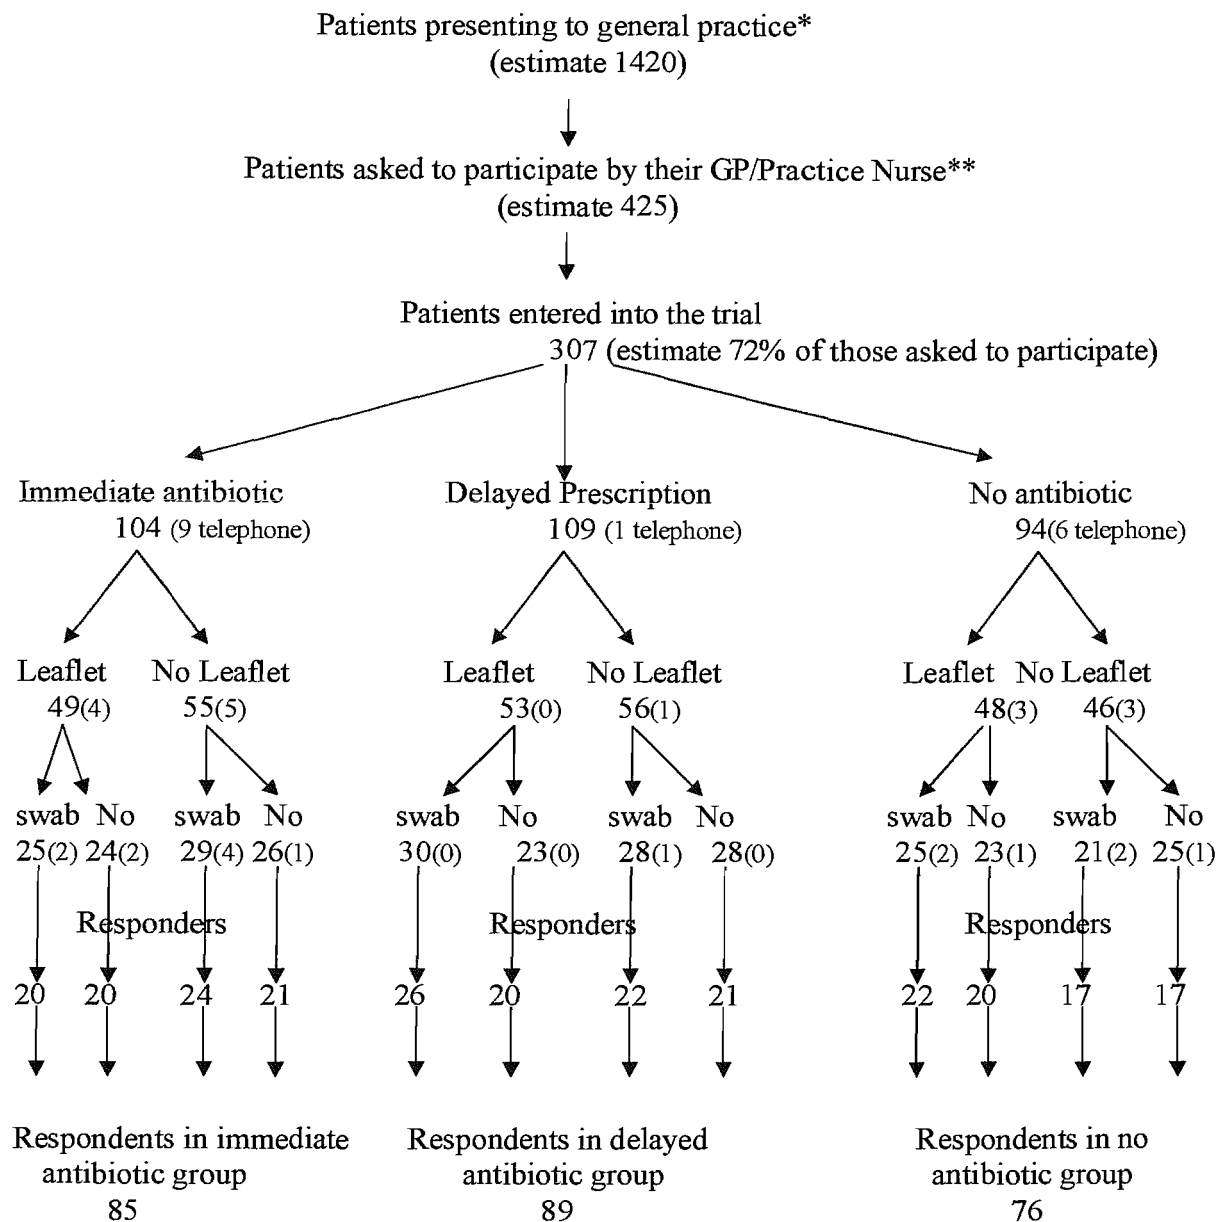 Patients presenting to general practice*
(estimate 1420)
Patients asked to participate by their GP/Practice Nurse**
(estimate 425)
Patients entered into the trial
307 (estimate 72% of those asked to participate)
Immediate antibiotic Delayed Prescription No antibiotic
104 (9 telephone) 109 (1 telephone) 94(6 telephone)
Leaflet No Leaflet Leaflet No Leaflet Leaflet No Leaflet
49(4) 55(5) 53(0) 56(1) 48(3) 46(3)
swab No swab No swab No swab No swab No swab No
25(2) 24(2) 29(4) 26(1) 30(0) 23(0) 28(1) 28(0) 25(2) 23(1) 21(2) 25(1)
Responders Responders Responders
20 20 24 21 26 20 22 21 22 20 17 17
Respondents in immediate Respondents in delayed Respondents in no
antibiotic group antibiotic group antibiotic group
85 89 76